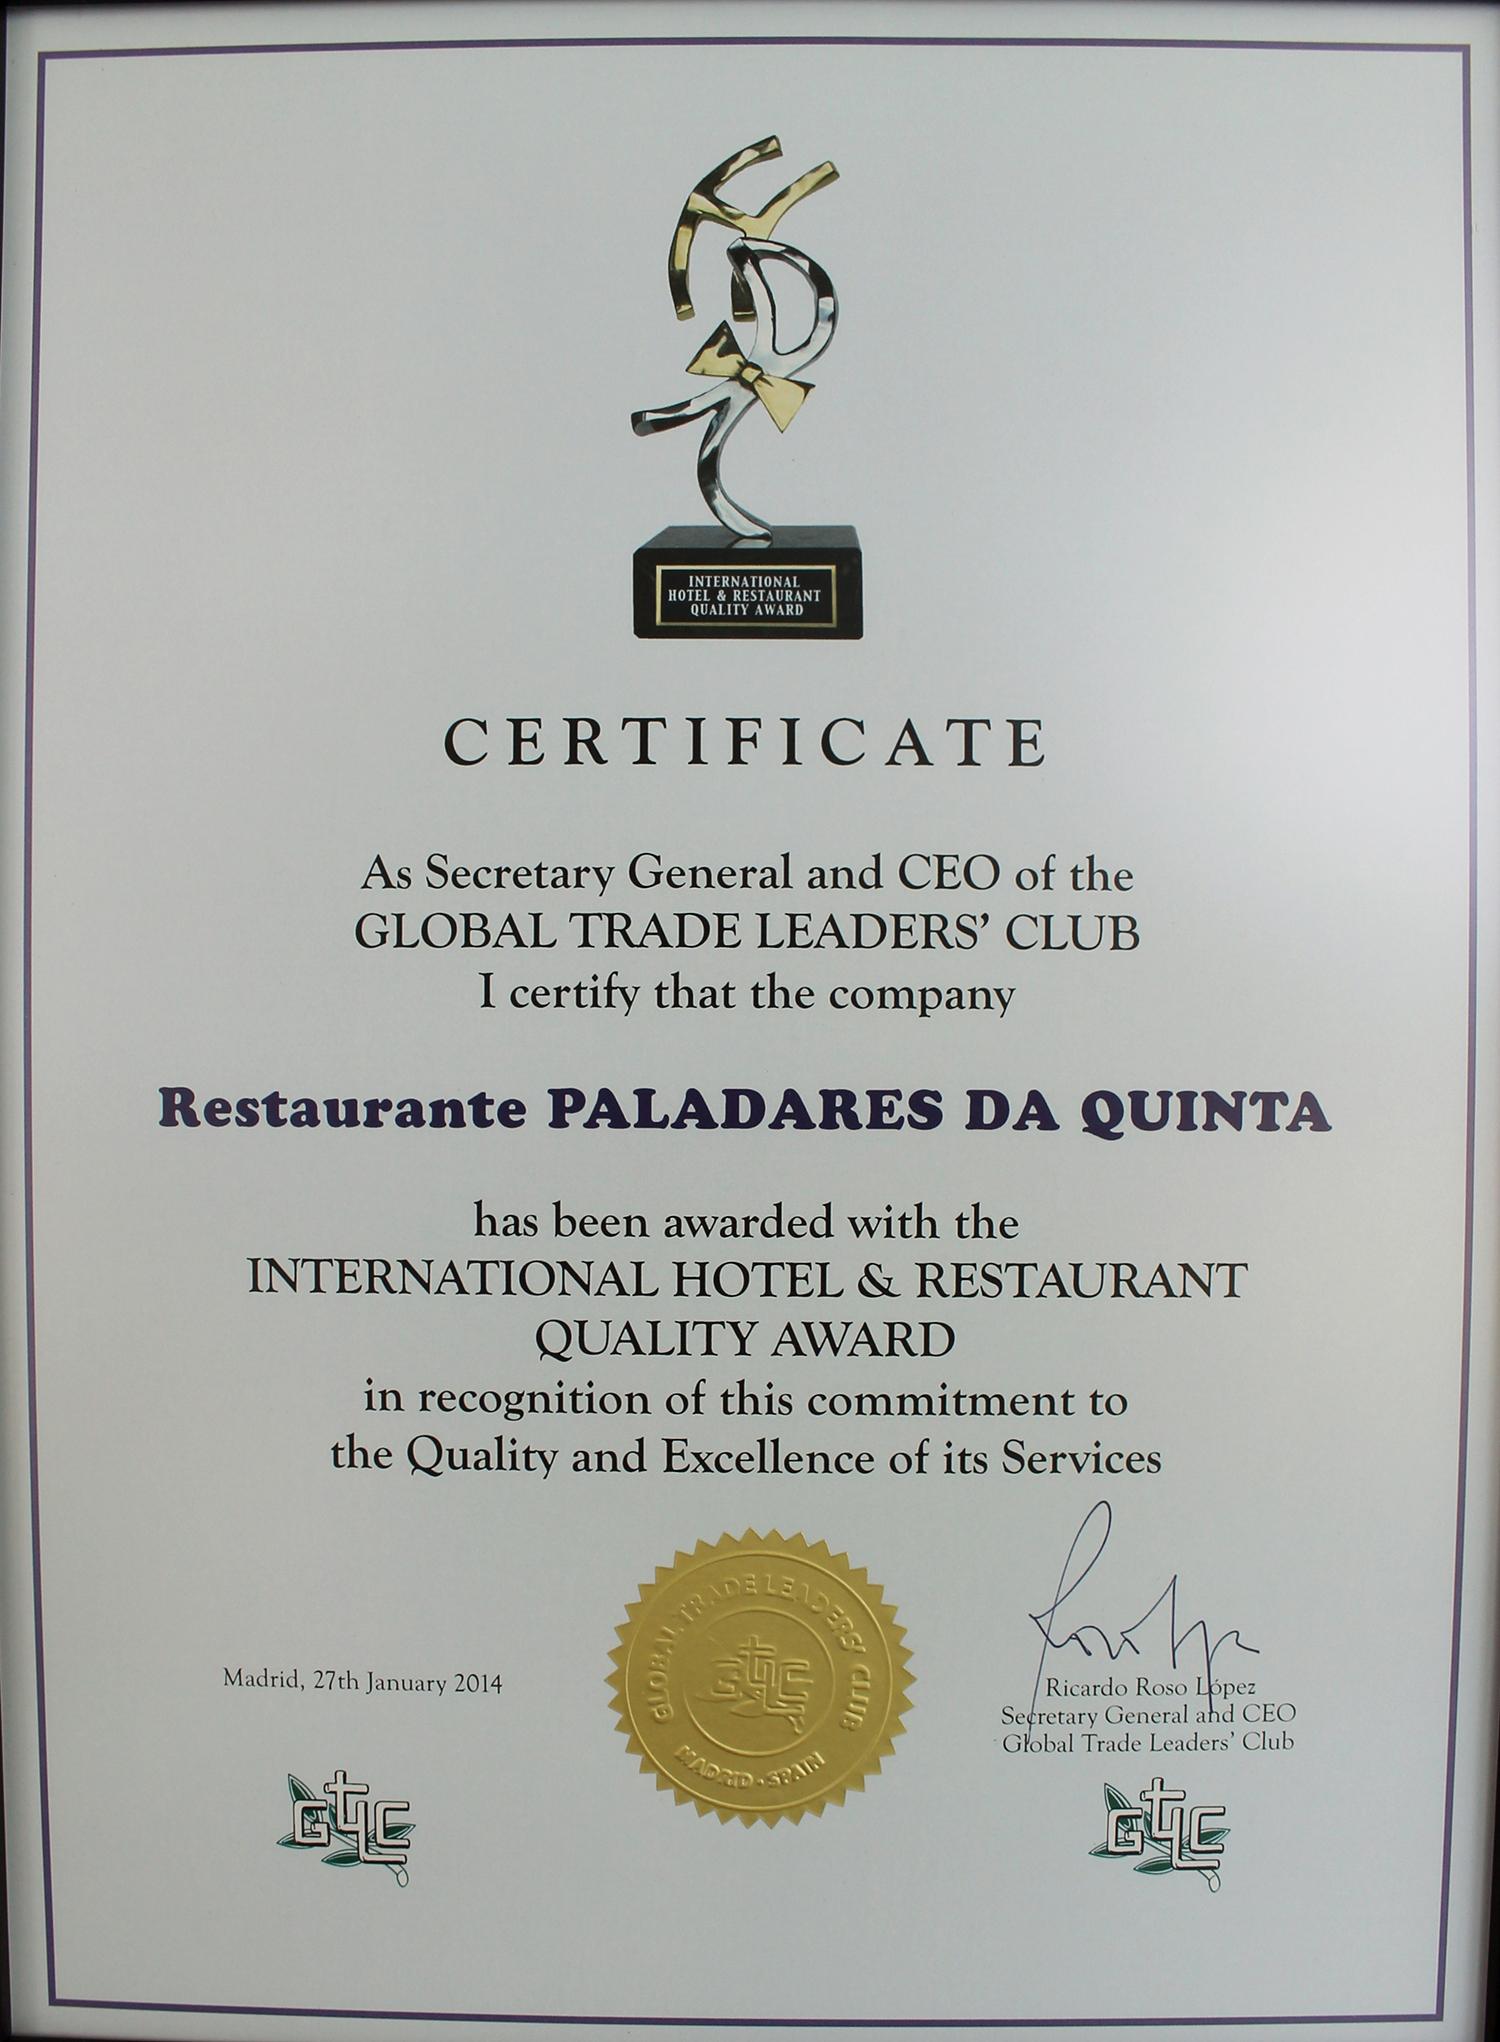 INTERNATIONAL
HOTEL & RESTAURANT
QUALITY AWARD
CERTIFICATE
As Secretary General and CEO of the
GLOBAL TRADE LEADERS’ CLUB
I certify that the company
Restaurante PALADARES DA QUINTA
has been awarded with the
INTERNATIONAL HOTEL & RESTAURANT
QUALITY AWARD
in recognition of this commitment to
the Quality and Excellence of its Services
Madrid, 27th January 2014
GLOBAL TRADE LEADERS' CLUB
MADRID · SPAIN
Ricardo Roso López
Secretary General and CEO
Global Trade Leaders’ Club
GTLC
GTLC